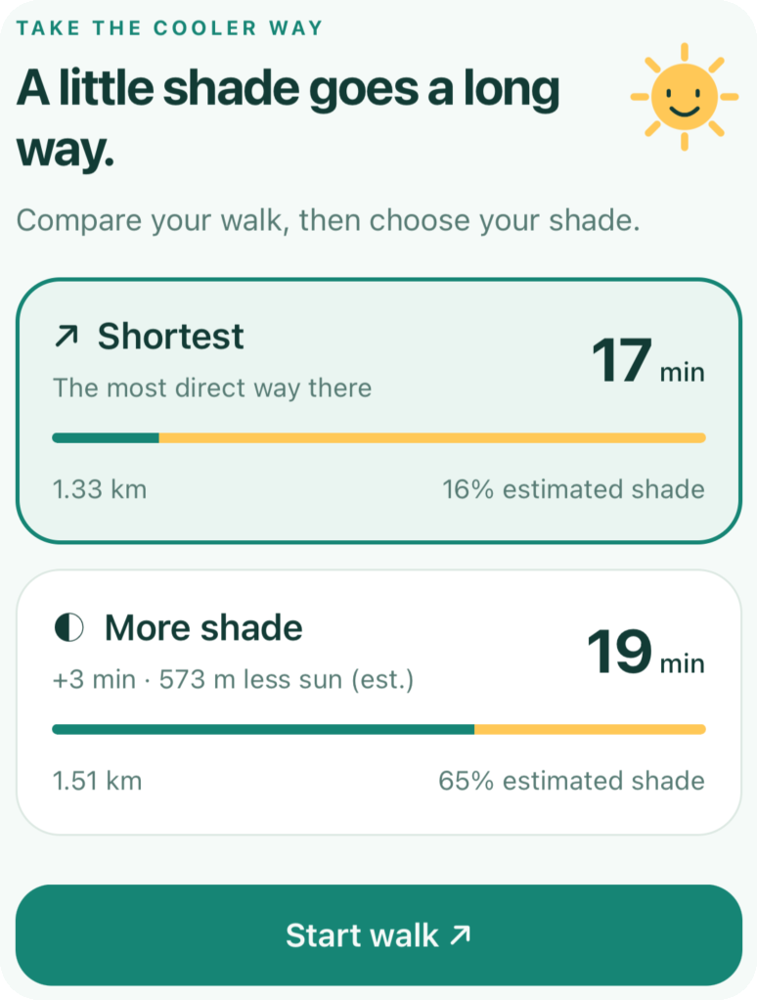 TAKE THE COOLER WAY
A little shade goes a long
way.
Compare your walk, then choose your shade.
↗ Shortest
17 min
The most direct way there
1.33 km
16% estimated shade
More shade
19 min
+3 min · 573 m less sun (est.)
1.51 km
65% estimated shade
Start walk ↗